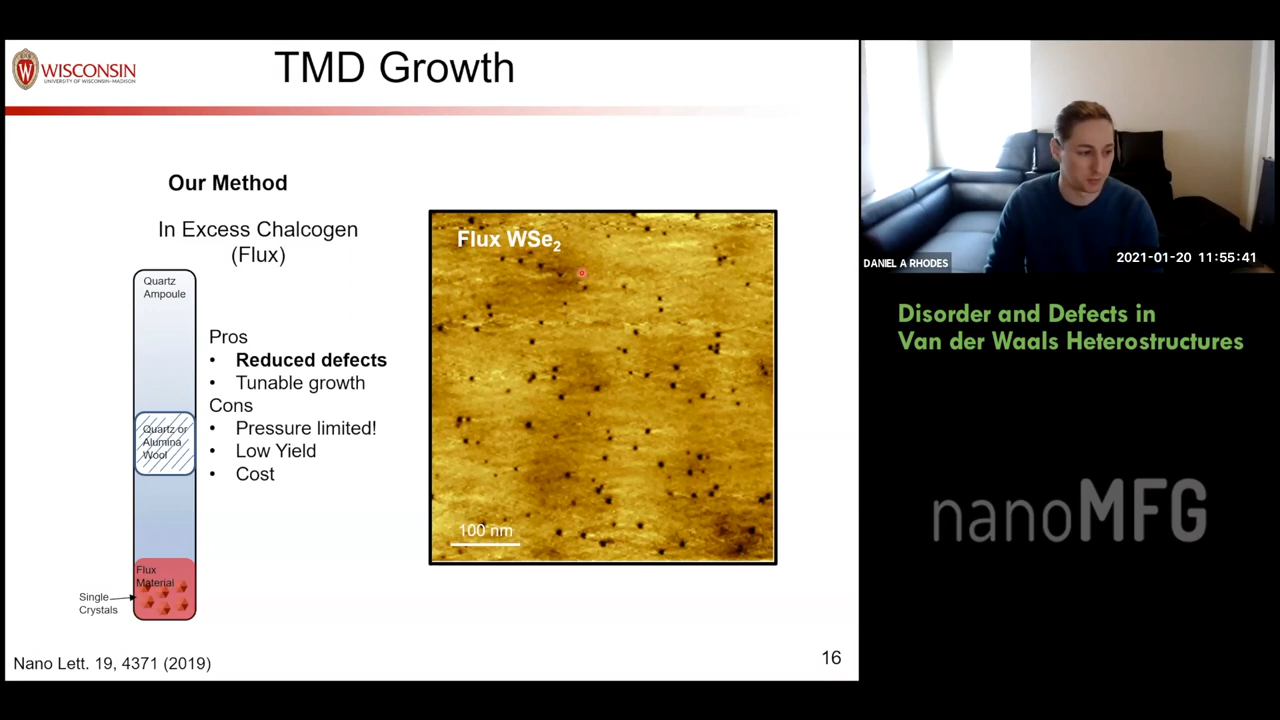 WISCONSIN
UNIVERSITY OF WISCONSIN–MADISON
TMD Growth
Our Method
In Excess Chalcogen
(Flux)
Quartz
Ampoule
Pros
• Reduced defects
• Tunable growth
Cons
• Pressure limited!
• Low Yield
• Cost
Quartz or
Alumina
Wool
Flux
Material
Single
Crystals
Flux WSe₂
100 nm
Nano Lett. 19, 4371 (2019)
16
DANIEL A RHODES
2021-01-20 11:55:41
Disorder and Defects in
Van der Waals Heterostructures
nanoMFG